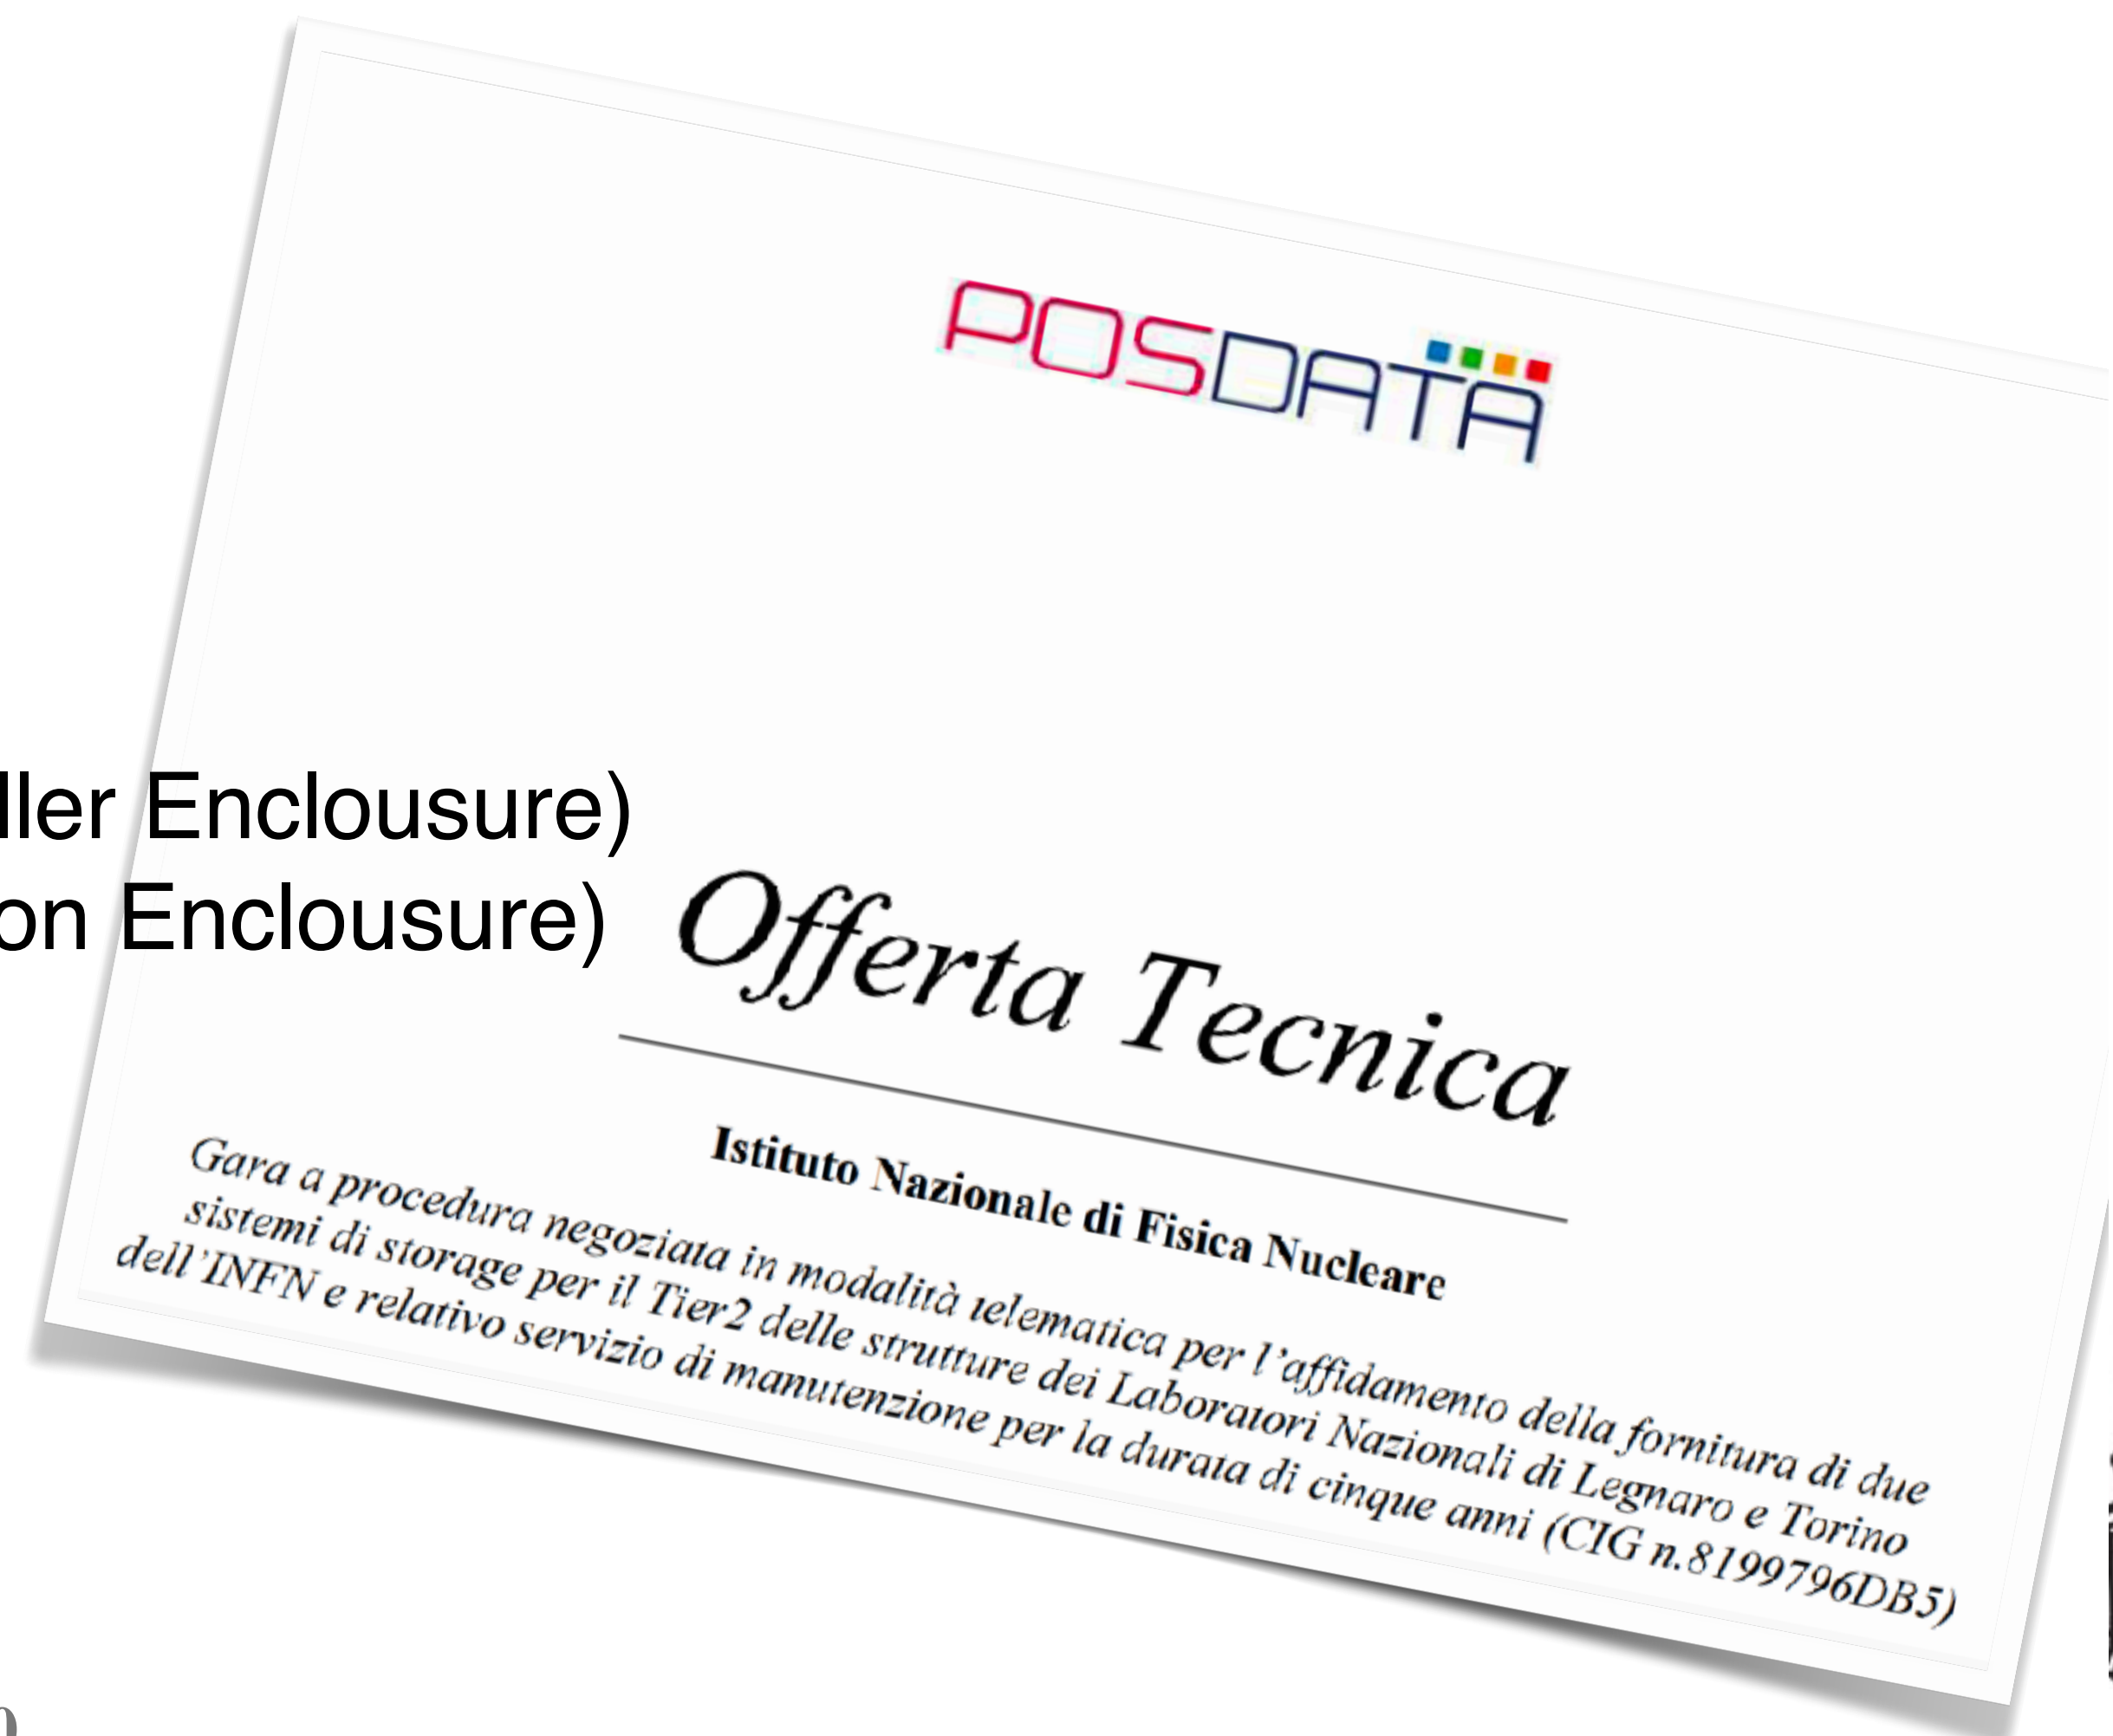 POSDATA
ller Enclousure)
on Enclousure)
Offerta Tecnica
Istituto Nazionale di Fisica Nucleare
Gara a procedura negoziata in modalità telematica per l'affidamento della fornitura di due
sistemi di storage per il Tier2 delle strutture dei Laboratori Nazionali di Legnaro e Torino
dell'INFN e relativo servizio di manutenzione per la durata di cinque anni (CIG n.8199796DB5)